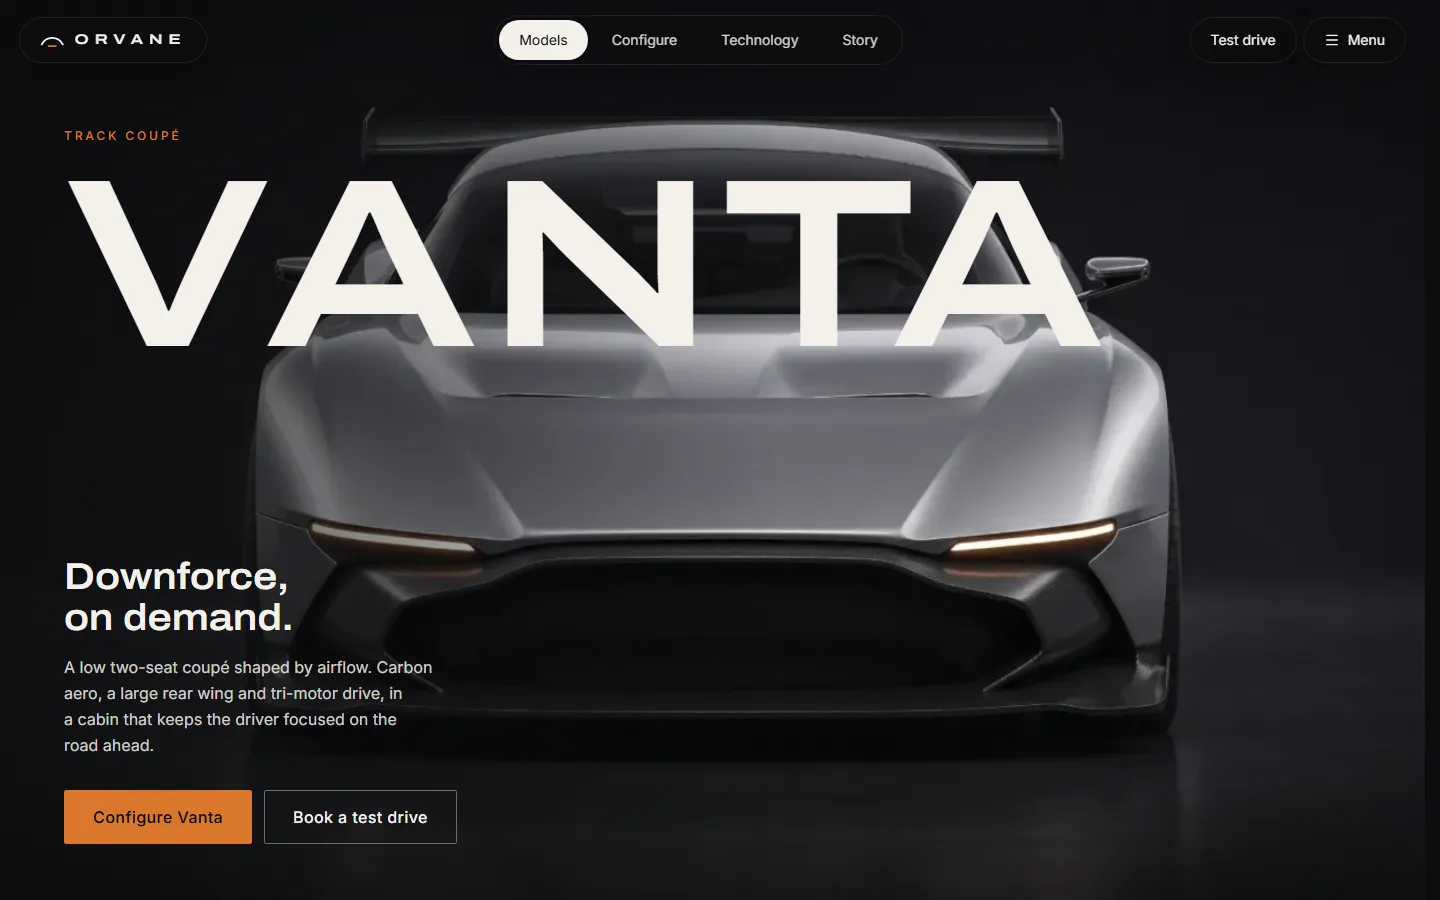 ORVANE
Models
Configure
Technology
Story
Test drive
Menu
TRACK COUPÉ
VANTA
Downforce,
on demand.
A low two-seat coupé shaped by airflow. Carbon
aero, a large rear wing and tri-motor drive, in
a cabin that keeps the driver focused on the
road ahead.
Configure Vanta
Book a test drive